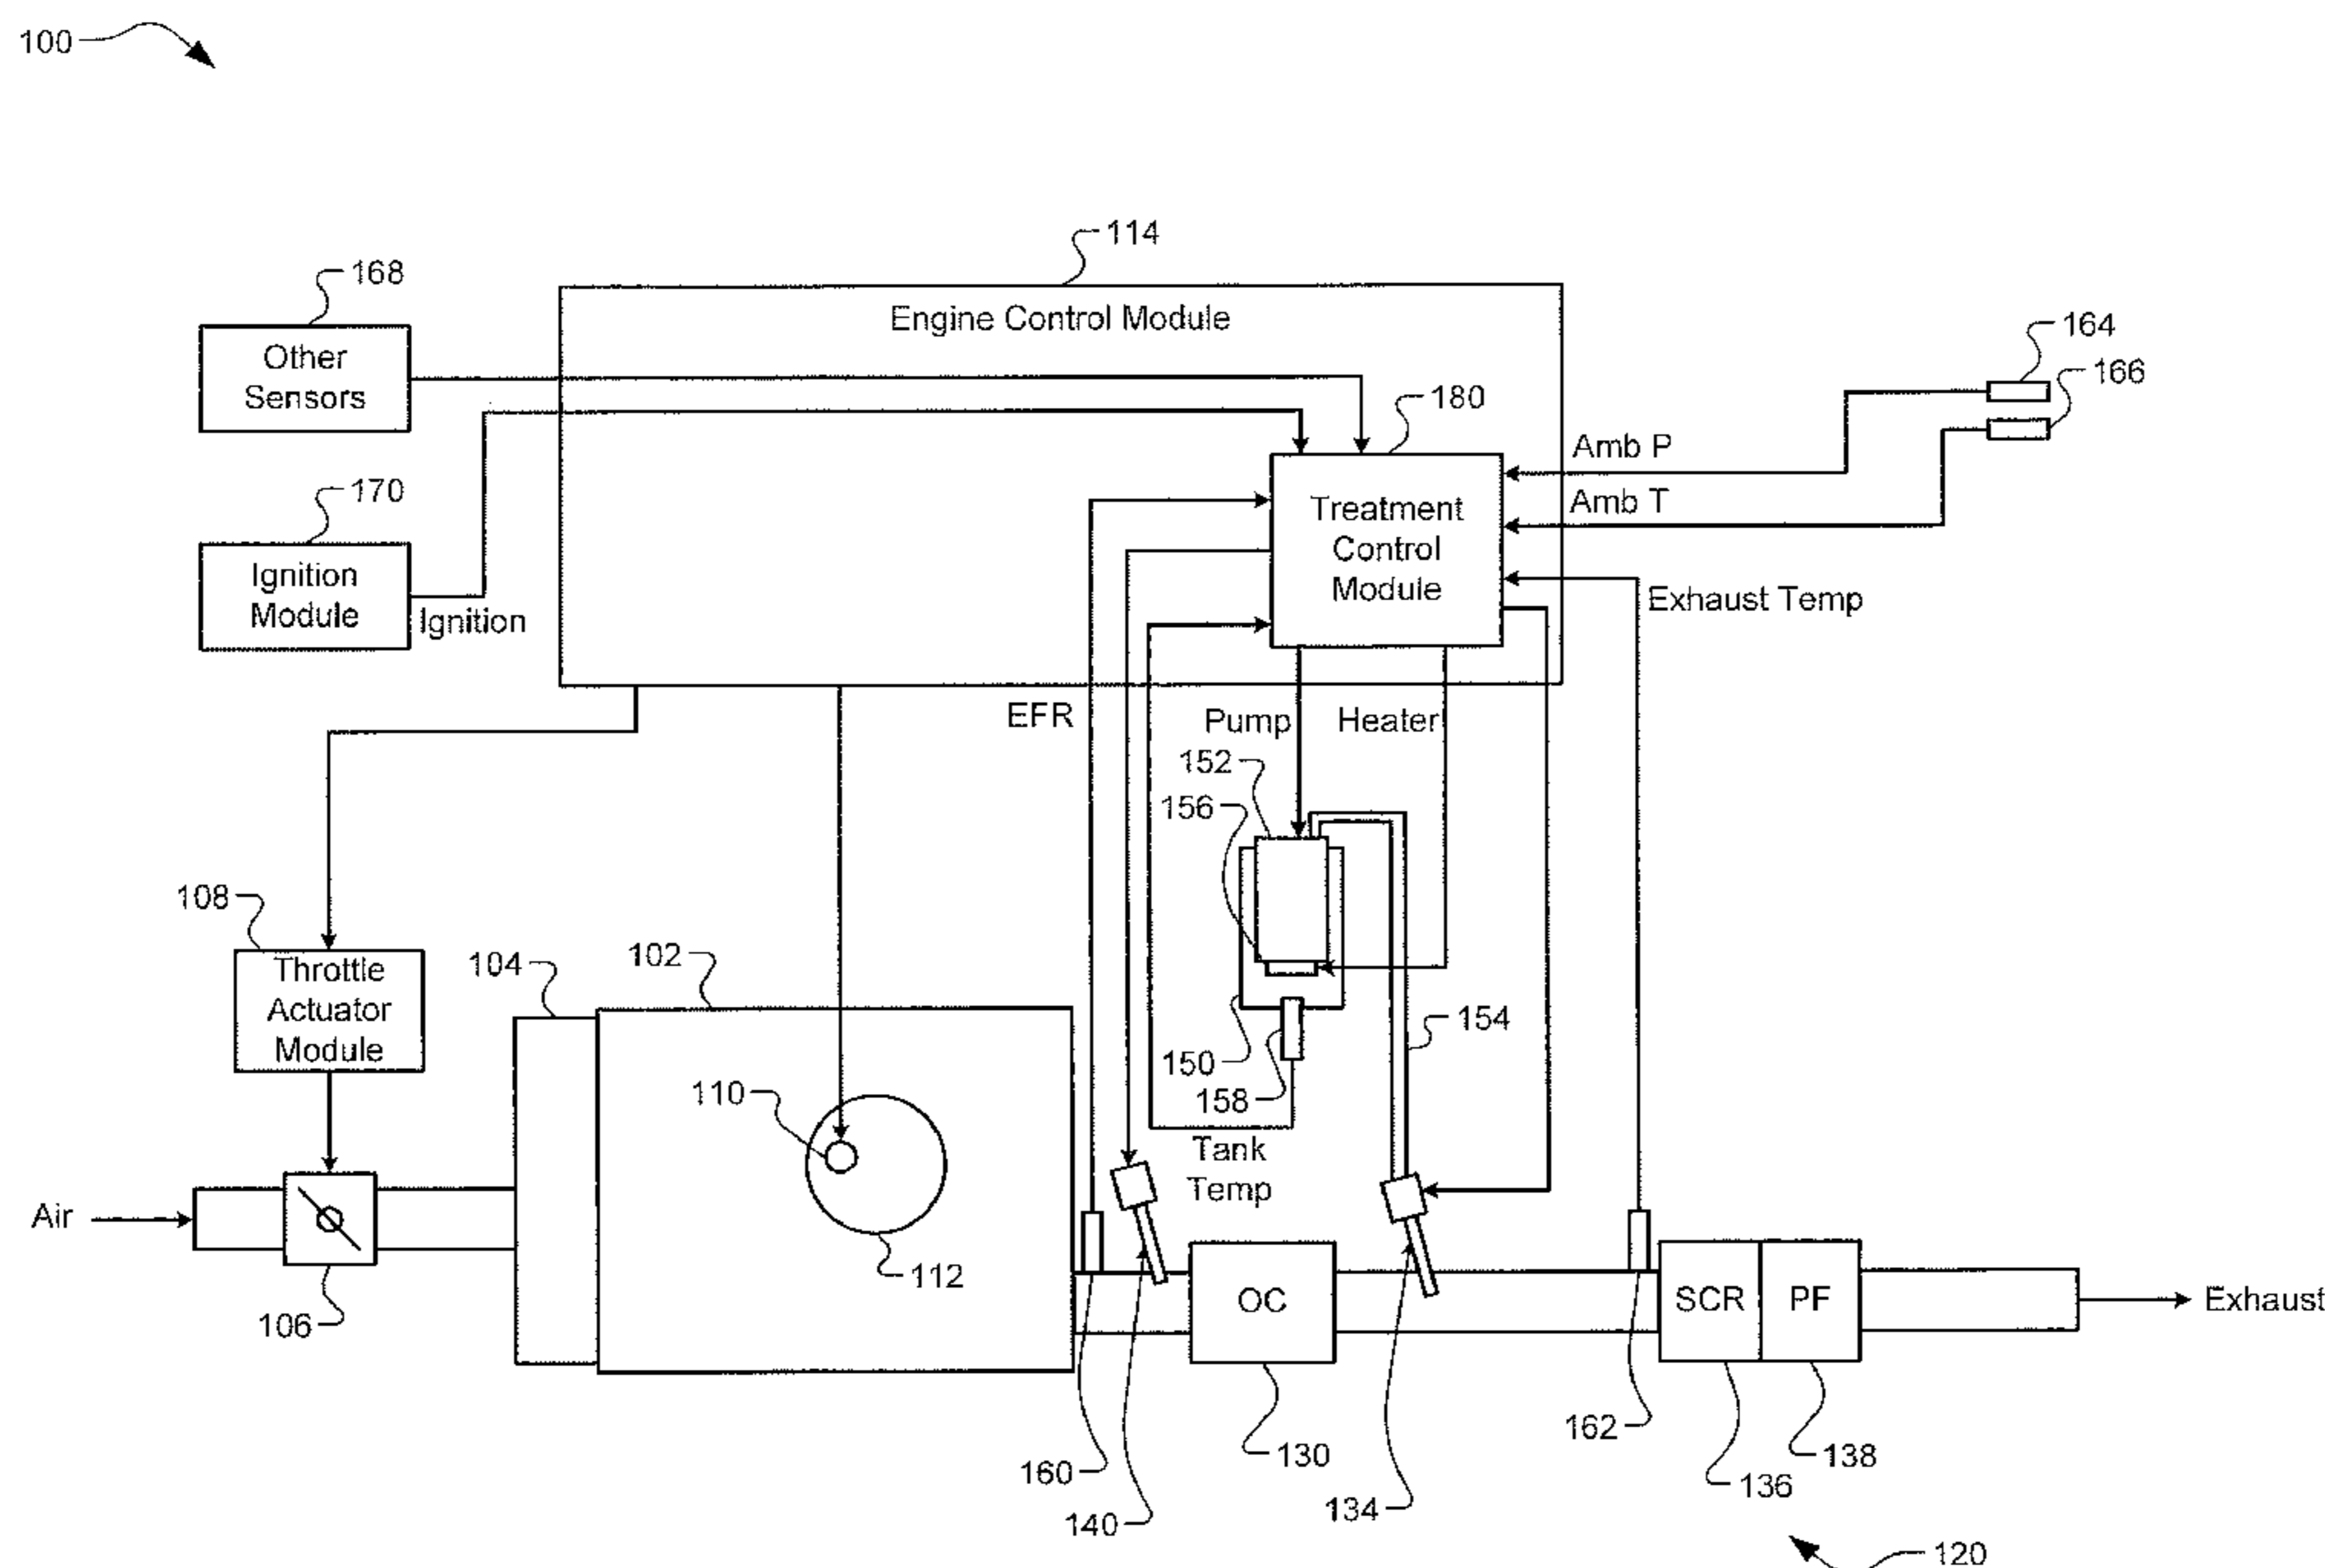 100
114
168
Engine Control Module
164
Other
Sensors
166
180
Amb P
170
Amb T
Treatment
Control
Module
Ignition
Module
Exhaust Temp
Ignition
EFR
Pump
Heater
152
156
108
102
104
Throttle
Actuator
Module
154
150
158
110
Tank
Temp
Air
112
106
OC
SCR
PF
Exhaust
162
130
138
160
136
134
140
120